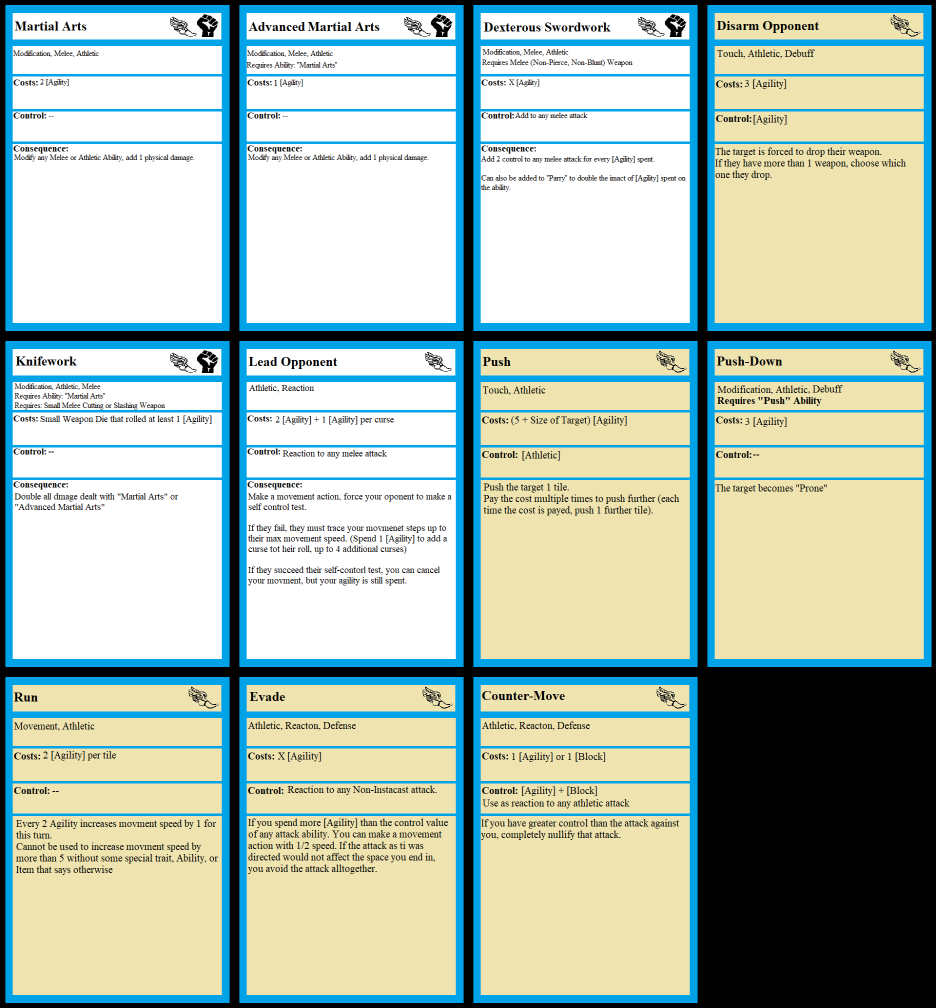 Martial Arts
Modification, Melee, Athletic
Costs: 2 [Agility]
Control: --
Consequence:
Modify any Melee or Athletic Ability, add 1 physical damage.
Advanced Martial Arts
Modification, Melee, Athletic
Requires Ability: "Martial Arts"
Costs: 1 [Agility]
Control: --
Consequence:
Modify any Melee or Athletic Ability, add 1 physical damage.
Dexterous Swordwork
Modification, Melee, Athletic
Requires Melee (Non-Pierce, Non-Blunt) Weapon
Costs: X [Agility]
Control: Add to any melee attack
Consequence:
Add 2 control to any melee attack for every [Agility] spent.
Can also be added to "Parry" to double the imact of [Agility] spent on
the ability.
Disarm Opponent
Touch, Athletic, Debuff
Costs: 3 [Agility]
Control: [Agility]
The target is forced to drop their weapon.
If they have more than 1 weapon, choose which
one they drop.
Knifework
Modification, Athletic, Melee
Requires Ability: "Martial Arts"
Requires: Small Melee Cutting or Slashing Weapon
Costs: Small Weapon Die that rolled at least 1 [Agility]
Control: --
Consequence:
Double all dmage dealt with "Martial Arts" or
"Advanced Martial Arts"
Lead Opponent
Athletic, Reaction
Costs: 2 [Agility] + 1 [Agility] per curse
Control: Reaction to any melee attack
Consequence:
Make a movement action, force your oponent to make a
self control test.
If they fail, they must trace your movmenet steps up to
their max movement speed. (Spend 1 [Agility] to add a
curse tot heir roll, up to 4 additional curses)
If they succeed their self-contorl test, you can cancel
your movment, but your agility is still spent.
Push
Touch, Athletic
Costs: (5 + Size of Target) [Agility]
Control: [Athletic]
Push the target 1 tile.
Pay the cost multiple times to push further (each
time the cost is payed, push 1 further tile).
Push-Down
Modification, Athletic, Debuff
Requires "Push" Ability
Costs: 3 [Agility]
Control: --
The target becomes "Prone"
Run
Movement, Athletic
Costs: 2 [Agility] per tile
Control: --
Every 2 Agility increases movment speed by 1 for
this turn.
Cannot be used to increase movment speed by
more than 5 without some special trait, Ability, or
Item that says otherwise
Evade
Athletic, Reacton, Defense
Costs: X [Agility]
Control: Reaction to any Non-Instacast attack.
If you spend more [Agility] than the control value
of any attack ability. You can make a movement
action with 1/2 speed. If the attack as ti was
directed would not affect the space you end in,
you avoid the attack alltogether.
Counter-Move
Athletic, Reacton, Defense
Costs: 1 [Agility] or 1 [Block]
Control: [Agility] + [Block]
Use as reaction to any athletic attack
If you have greater control than the attack against
you, completely nullify that attack.